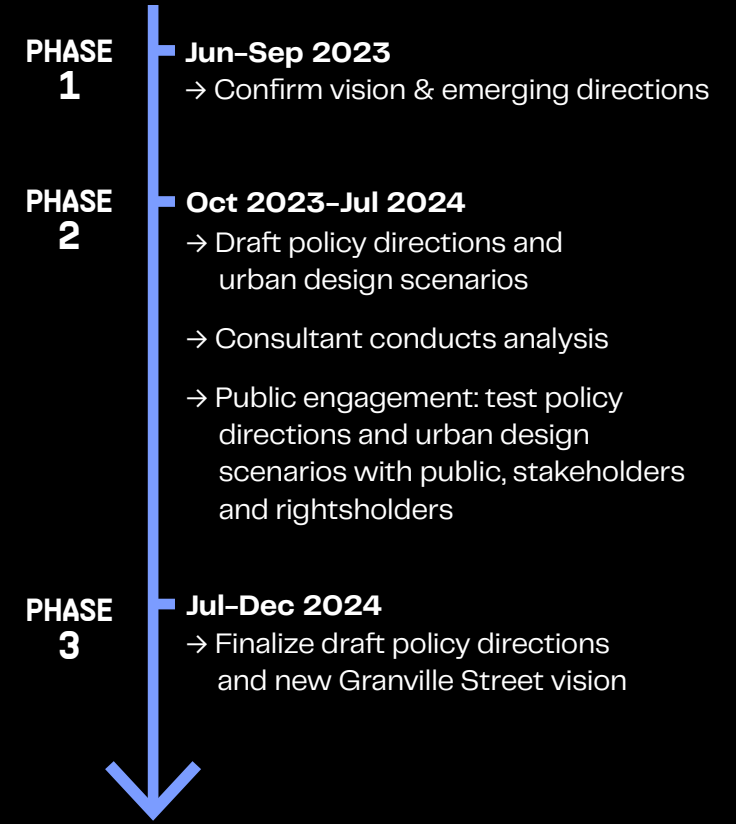 PHASE
1
Jun–Sep 2023
→ Confirm vision & emerging directions
PHASE
2
Oct 2023–Jul 2024
→ Draft policy directions and
urban design scenarios
→ Consultant conducts analysis
→ Public engagement: test policy
directions and urban design
scenarios with public, stakeholders
and rightsholders
PHASE
3
Jul–Dec 2024
→ Finalize draft policy directions
and new Granville Street vision